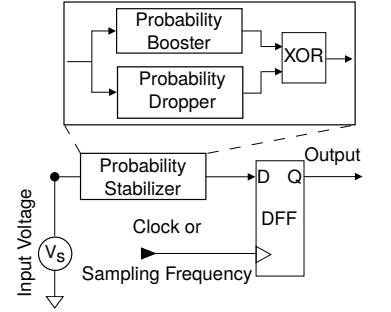 Probability
Booster
XOR
Probability
Dropper
Probability
Stabilizer
Output
D Q
DFF
Clock or
Sampling Frequency
Input Voltage
Vs